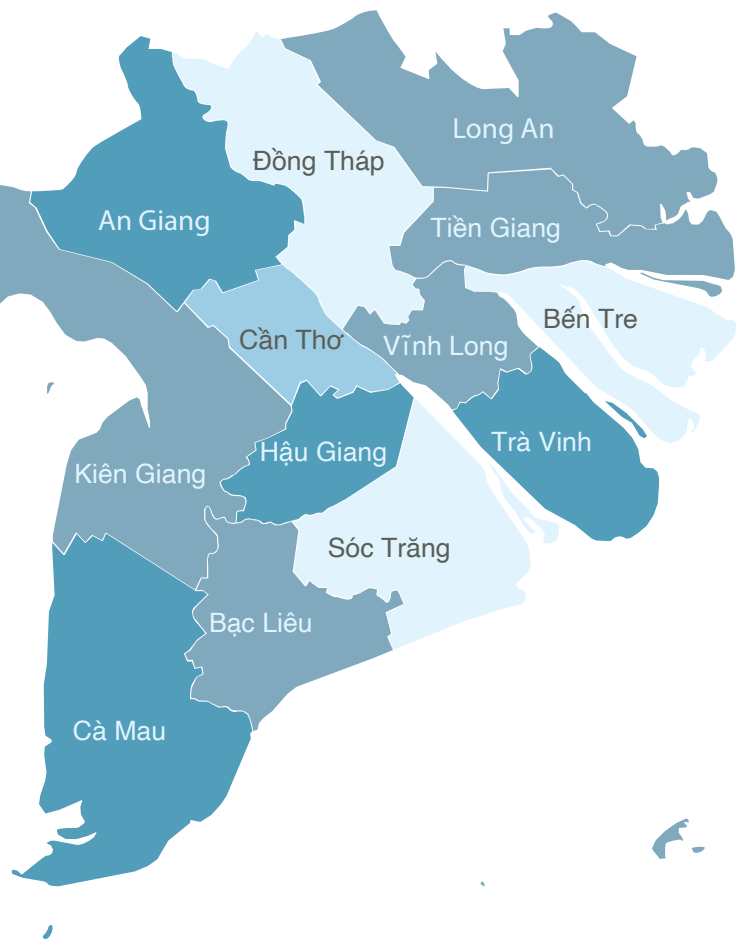 Long An
Đồng Tháp
An Giang
Tiền Giang
Bến Tre
Cần Thơ
Vĩnh Long
Trà Vinh
Hậu Giang
Kiên Giang
Sóc Trăng
Bạc Liêu
Cà Mau